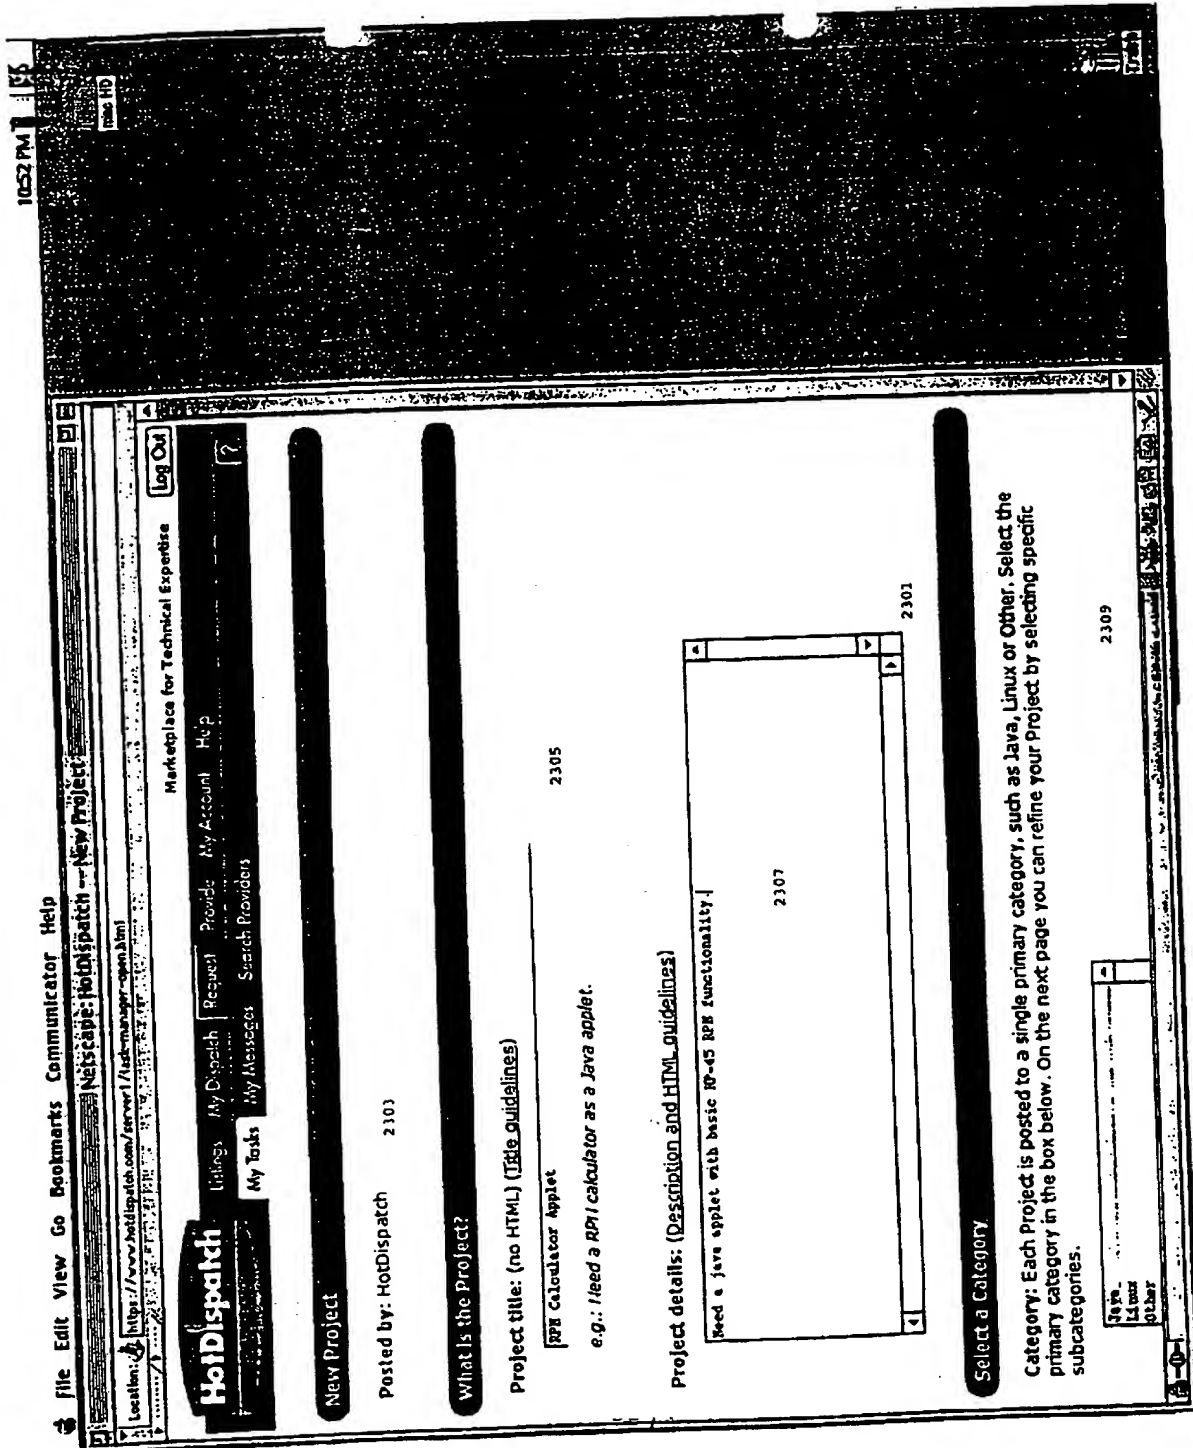 10:52 PM
File Edit View Go Bookmarks Communicator Help
mac HD
Netscape: HotDispatch -- New Project
Location: https://www.hotdispatch.com/server1/task-manager-open.html
Marketplace for Technical Expertise
Log Out
HotDispatch
Listings My Dispatch Request Provide My Account Help
My Tasks My Messages Search Providers
?
New Project
Posted by: HotDispatch
2303
What Is the Project?
Project title: (no HTML) (Title guidelines)
RPN Calculator Applet
2305
e.g.: I need a RPN calculator as a Java applet.
Project details: (Description and HTML guidelines)
Need a java applet with basic HP-45 RPN functionality.
2307
2301
Select a Category
Category: Each Project is posted to a single primary category, such as Java, Linux or Other. Select the
primary category in the box below. On the next page you can refine your Project by selecting specific
subcategories.
Java
Linux
Other
2309
Trash